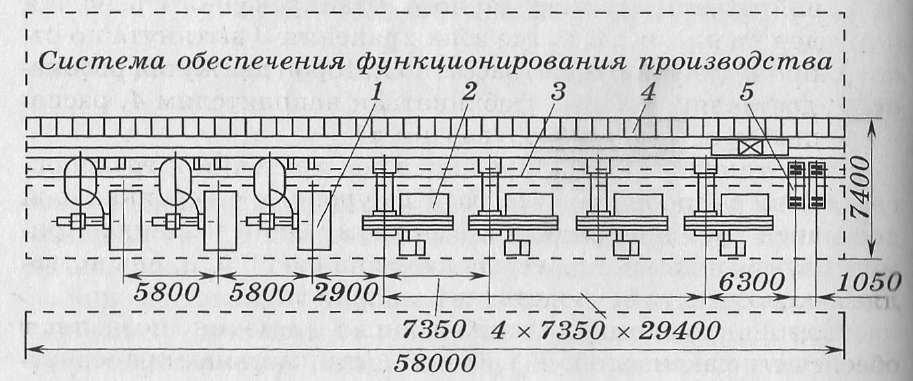 Система обеспечения функционирования производства
1 2 3 4 5
7400
5800 5800 2900 6300 1050
7350 4 × 7350 × 29400
58000